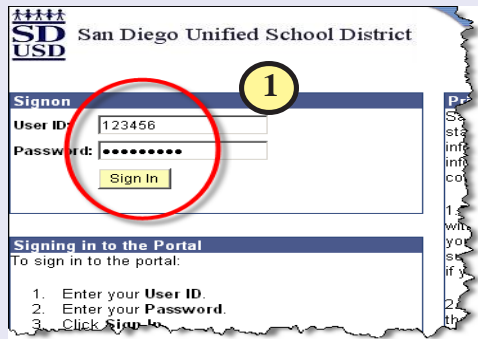 SD
USD
San Diego Unified School District
1
Signon
User ID: 123456
Password: •••••••••
Sign In
Signing in to the Portal
To sign in to the portal:
1. Enter your User ID.
2. Enter your Password.
3. Click Sign In